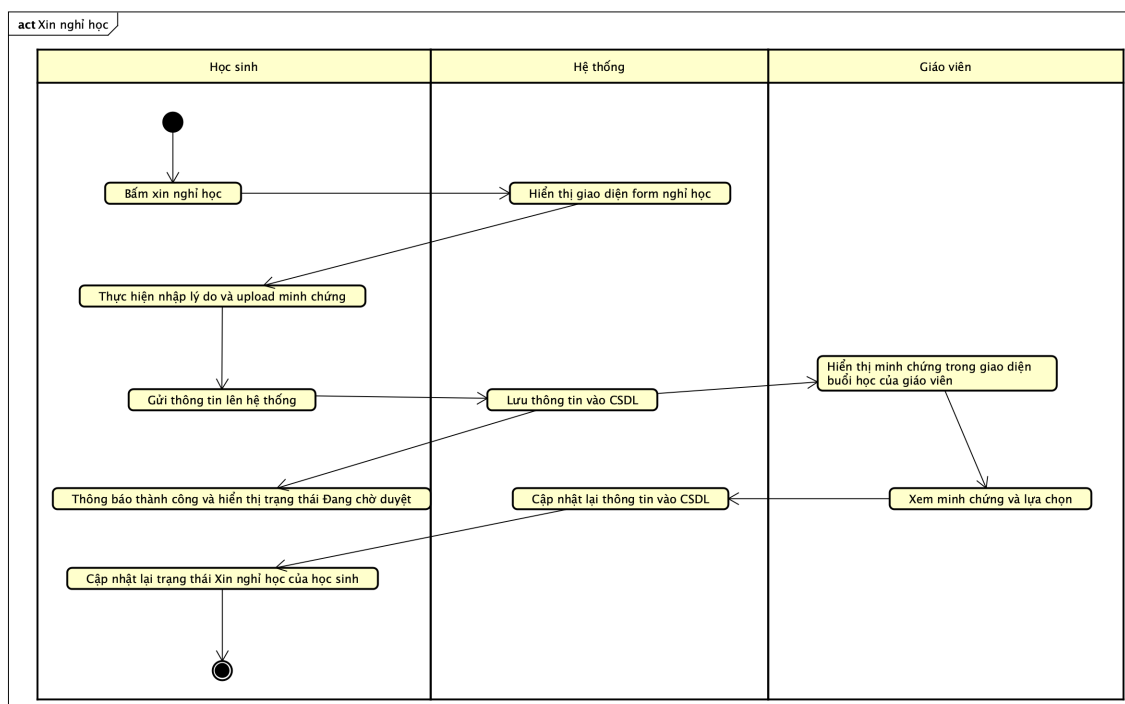 act Xin nghỉ học
Học sinh
Hệ thống
Giáo viên
Bấm xin nghỉ học
Hiển thị giao diện form nghỉ học
Thực hiện nhập lý do và upload minh chứng
Hiển thị minh chứng trong giao diện
buổi học của giáo viên
Gửi thông tin lên hệ thống
Lưu thông tin vào CSDL
Thông báo thành công và hiển thị trạng thái Đang chờ duyệt
Cập nhật lại thông tin vào CSDL
Xem minh chứng và lựa chọn
Cập nhật lại trạng thái Xin nghỉ học của học sinh